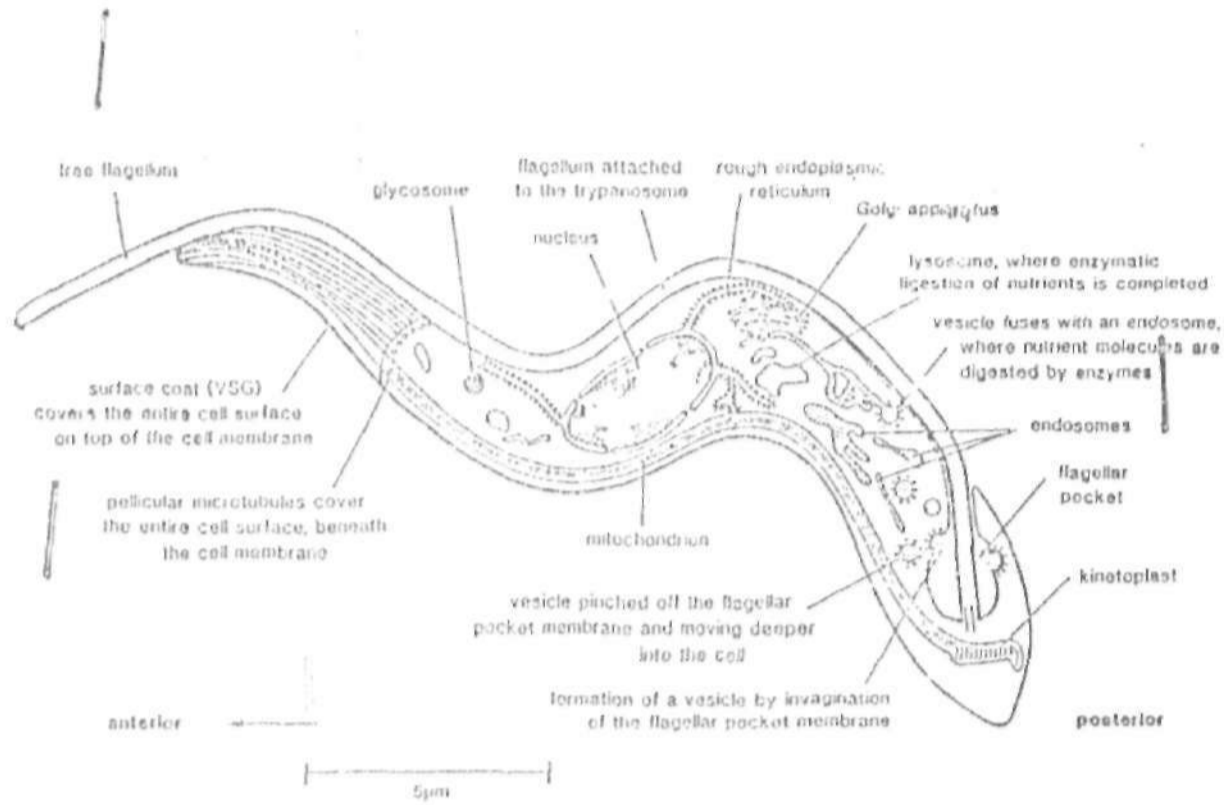 free flagellum
glycosome
flagellum attached
to the trypanosome
rough endoplasmic
reticulum
nucleus
lysosome, where enzymatic
digestion of nutrients is completed
vesicle fuses with an endosome,
where nutrient molecules are
digested by enzymes
surface coat (VSG)
covers the entire cell surface
on top of the cell membrane
endosomes
flagellar
pocket
pellicular microtubules cover
the entire cell surface, beneath
the cell membrane
mitochondrion
kinetoplast
vesicle pinched off the flagellar
pocket membrane and moving deeper
into the cell
formation of a vesicle by invagination
of the flagellar pocket membrane
anterior
posterior
5μm